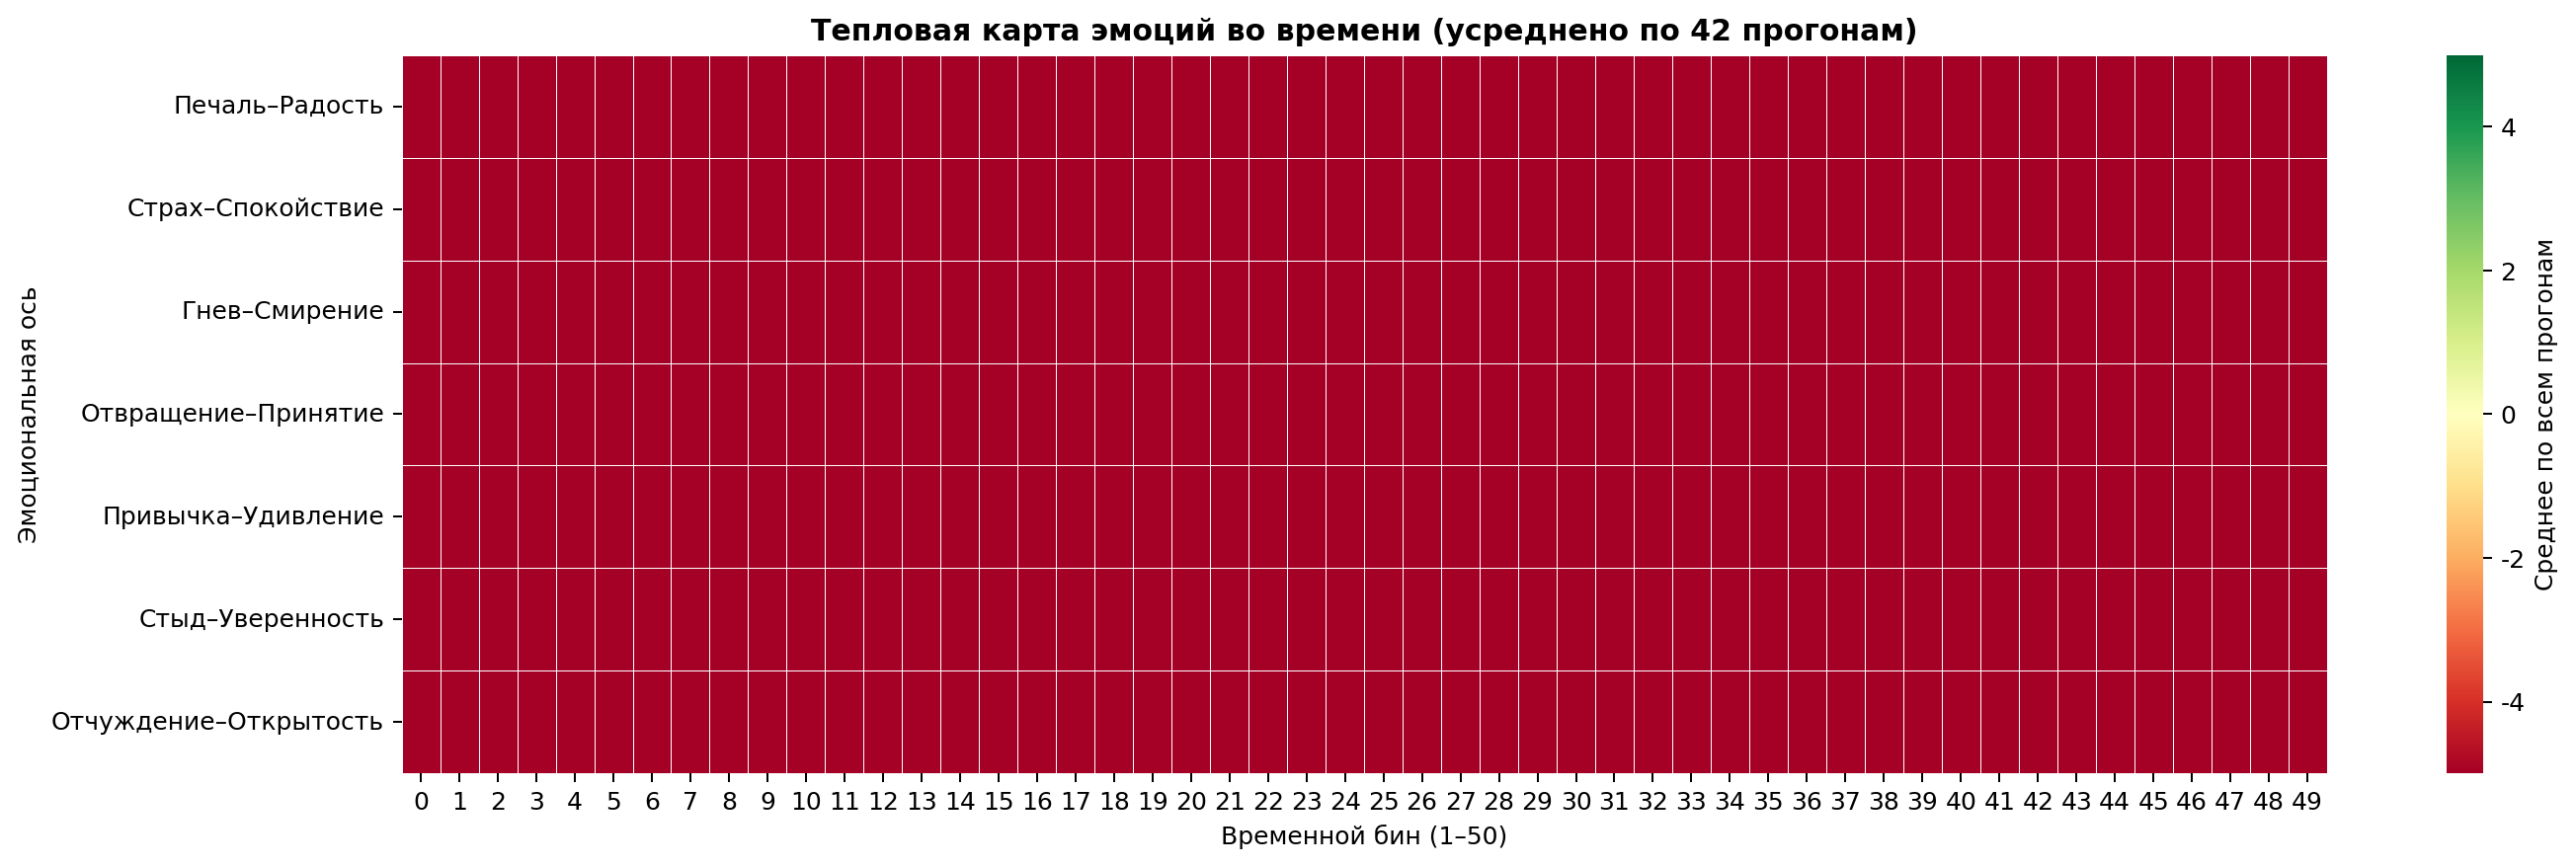 Тепловая карта эмоций во времени (усреднено по 42 прогонам)
Эмоциональная ось
Печаль–Радость
Страх–Спокойствие
Гнев–Смирение
Отвращение–Принятие
Привычка–Удивление
Стыд–Уверенность
Отчуждение–Открытость
0 1 2 3 4 5 6 7 8 9 10 11 12 13 14 15 16 17 18 19 20 21 22 23 24 25 26 27 28 29 30 31 32 33 34 35 36 37 38 39 40 41 42 43 44 45 46 47 48 49
Временной бин (1–50)
4
2
0
-2
-4
Среднее по всем прогонам